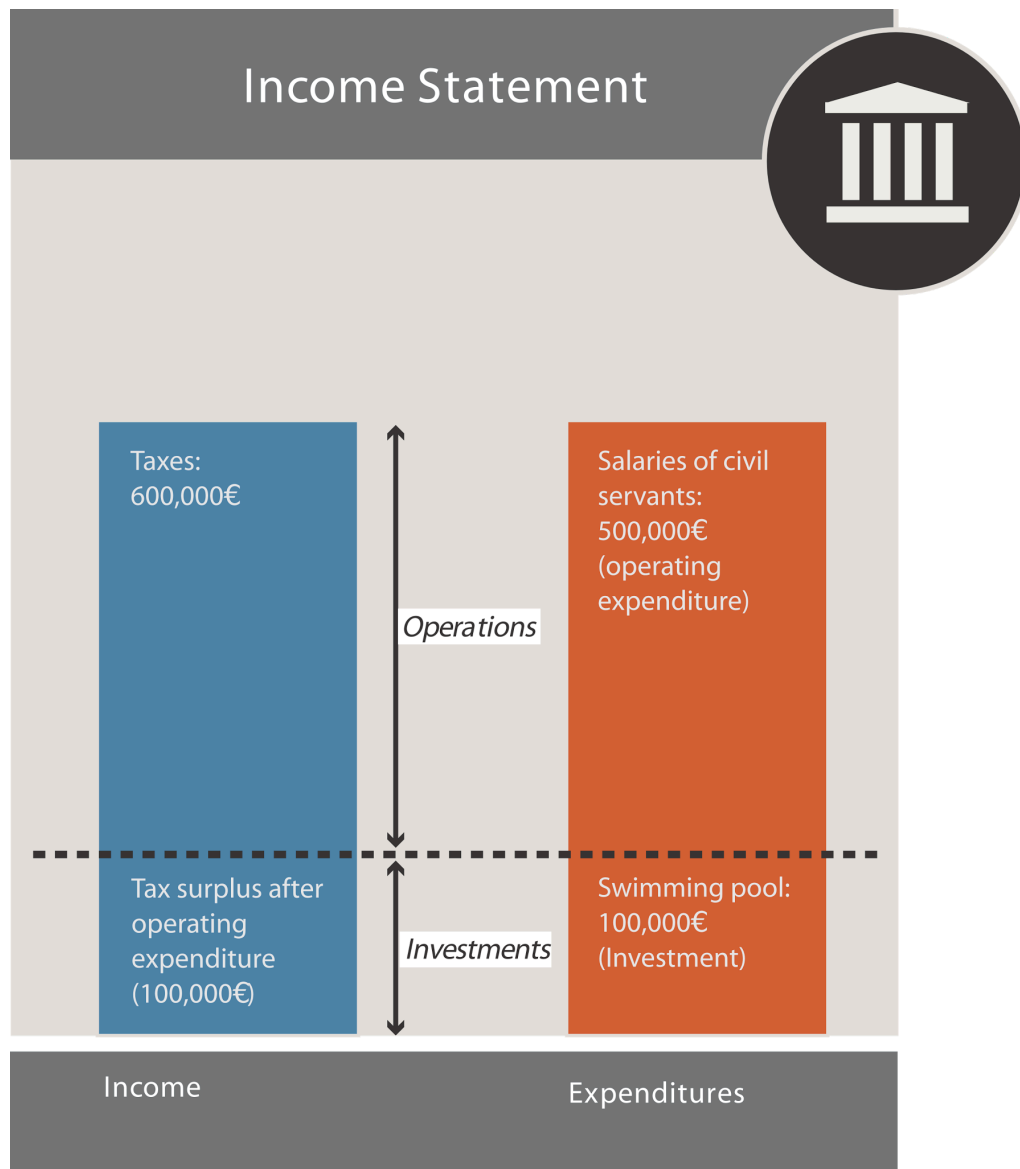 Income Statement
Taxes:
600,000€
Salaries of civil
servants:
500,000€
(operating
expenditure)
Operations
Tax surplus after
operating
expenditure
(100,000€)
Swimming pool:
100,000€
(Investment)
Investments
Income
Expenditures